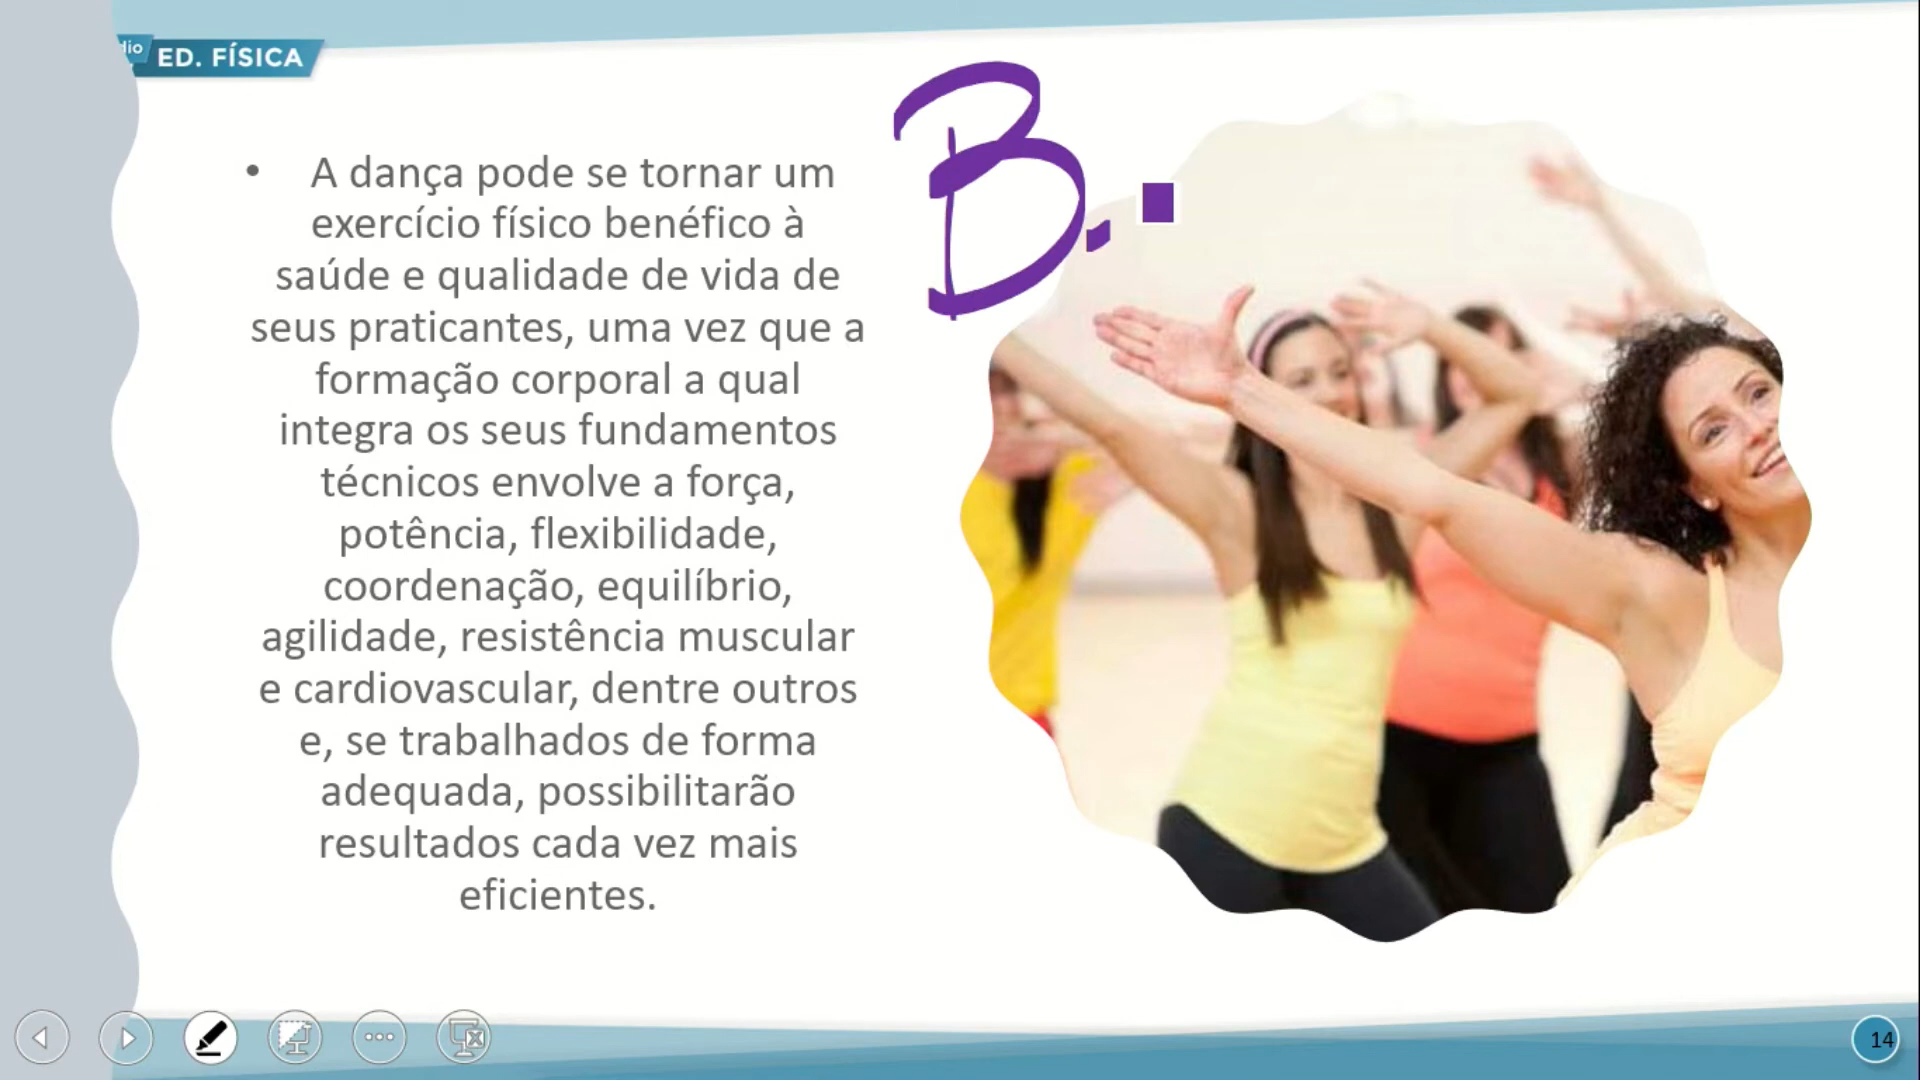 dio
ED. FÍSICA
B.
• A dança pode se tornar um
exercício físico benéfico à
saúde e qualidade de vida de
seus praticantes, uma vez que a
formação corporal a qual
integra os seus fundamentos
técnicos envolve a força,
potência, flexibilidade,
coordenação, equilíbrio,
agilidade, resistência muscular
e cardiovascular, dentre outros
e, se trabalhados de forma
adequada, possibilitarão
resultados cada vez mais
eficientes.
14